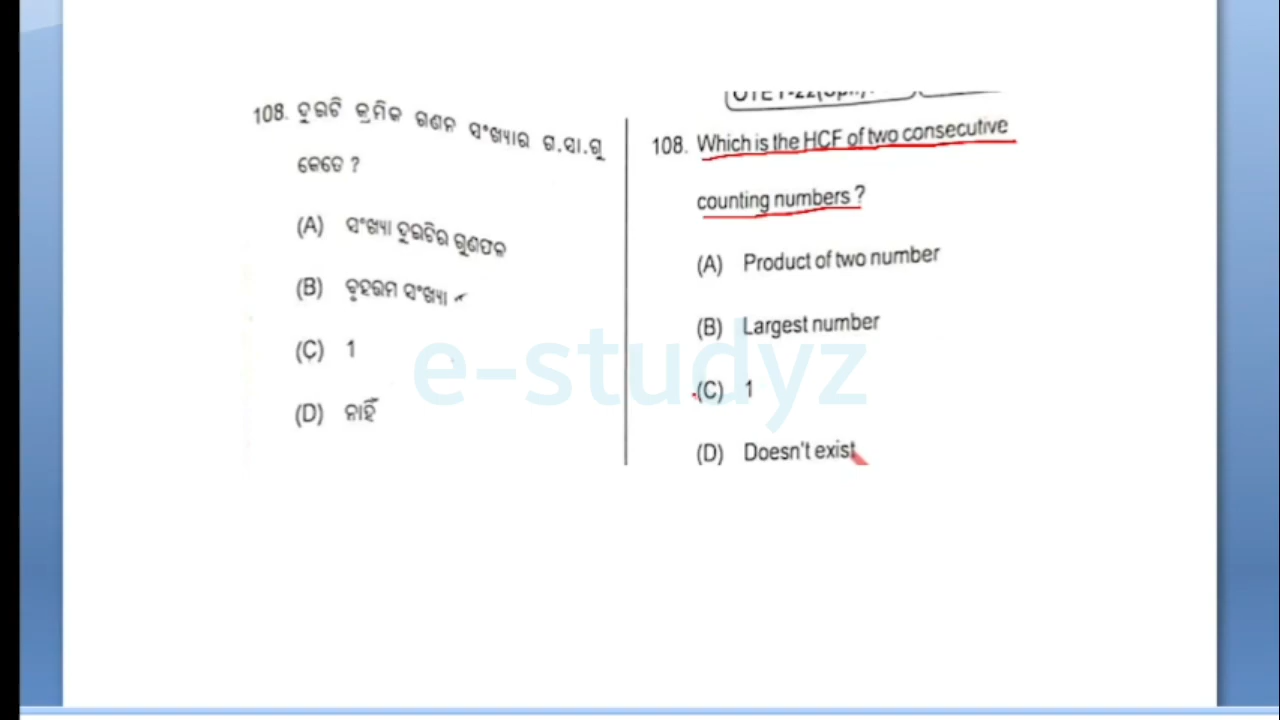 108. ଦୁଇଟି କ୍ରମିକ ଗଣନ ସଂଖ୍ୟାର ଗ.ସା.ଗୁ
କେତେ ?
(A) ସଂଖ୍ୟା ଦୁଇଟିର ଗୁଣଫଳ
(B) ବୃହତ୍ତମ ସଂଖ୍ୟା
(C) 1
(D) ନାହିଁ
108. Which is the HCF of two consecutive
counting numbers ?
(A) Product of two number
(B) Largest number
(C) 1
(D) Doesn't exist
e-studyz